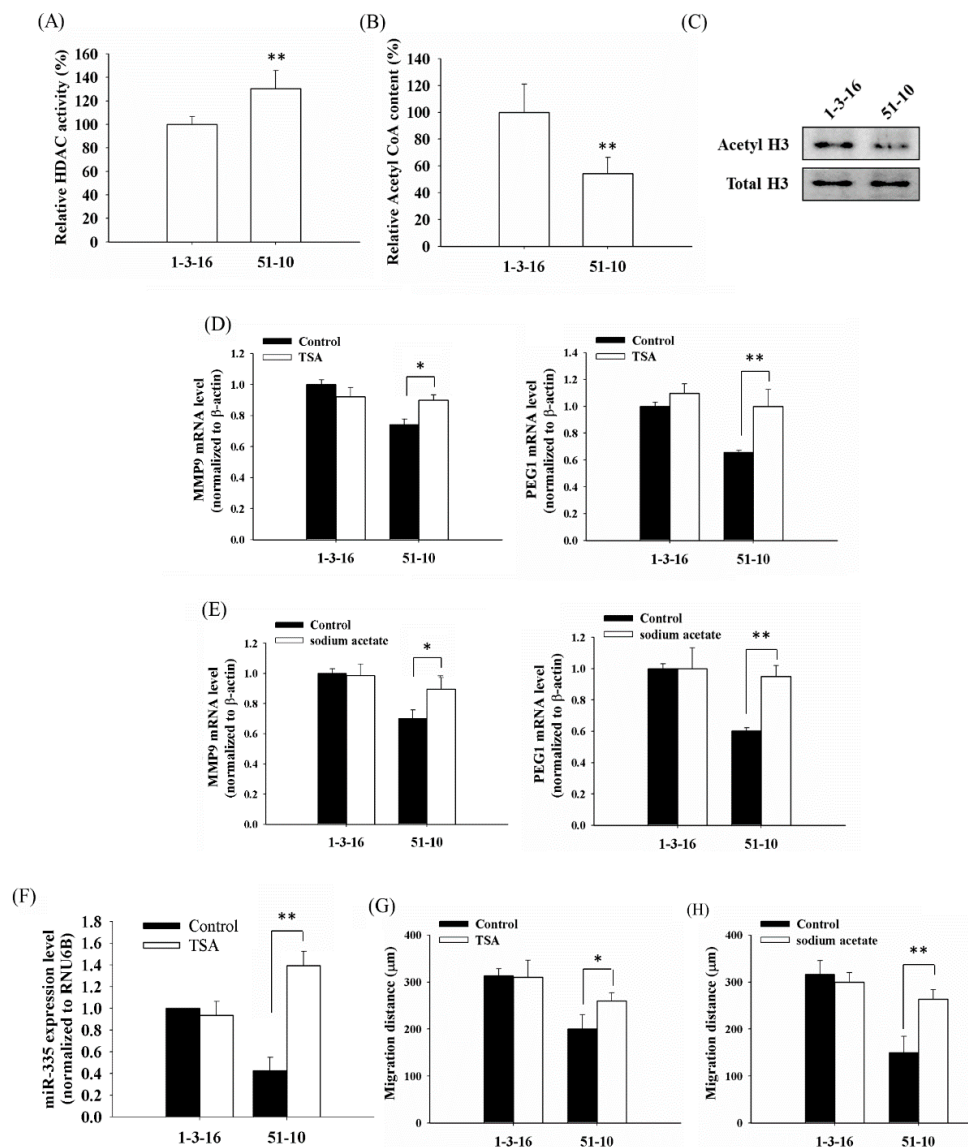 (A)
Relative HDAC activity (%)
160
140
120
100
80
60
40
20
0
**
1-3-16
51-10
(B)
Relative Acetyl CoA content (%)
140
120
100
80
60
40
20
0
**
1-3-16
51-10
(C)
1-3-16
51-10
Acetyl H3
Total H3
(D)
Control
TSA
MMP9 mRNA level
(normalized to β-actin)
1.2
1.0
0.8
0.6
0.4
0.2
0.0
*
1-3-16
51-10
Control
TSA
PEG1 mRNA level
(normalized to β-actin)
1.4
1.2
1.0
0.8
0.6
0.4
0.2
0.0
**
1-3-16
51-10
(E)
Control
sodium acetate
MMP9 mRNA level
(normalized to β-actin)
1.2
1.0
0.8
0.6
0.4
0.2
0.0
*
1-3-16
51-10
Control
sodium acetate
PEG1 mRNA level
(normalized to β-actin)
1.2
1.0
0.8
0.6
0.4
0.2
0.0
**
1-3-16
51-10
(F)
Control
TSA
miR-335 expression level
(normalized to RNU6B)
1.8
1.6
1.4
1.2
1.0
0.8
0.6
0.4
0.2
0.0
**
1-3-16
51-10
(G)
Control
TSA
Migration distance (μm)
400
300
200
100
0
*
1-3-16
51-10
(H)
Control
sodium acetate
Migration distance (μm)
400
300
200
100
0
**
1-3-16
51-10